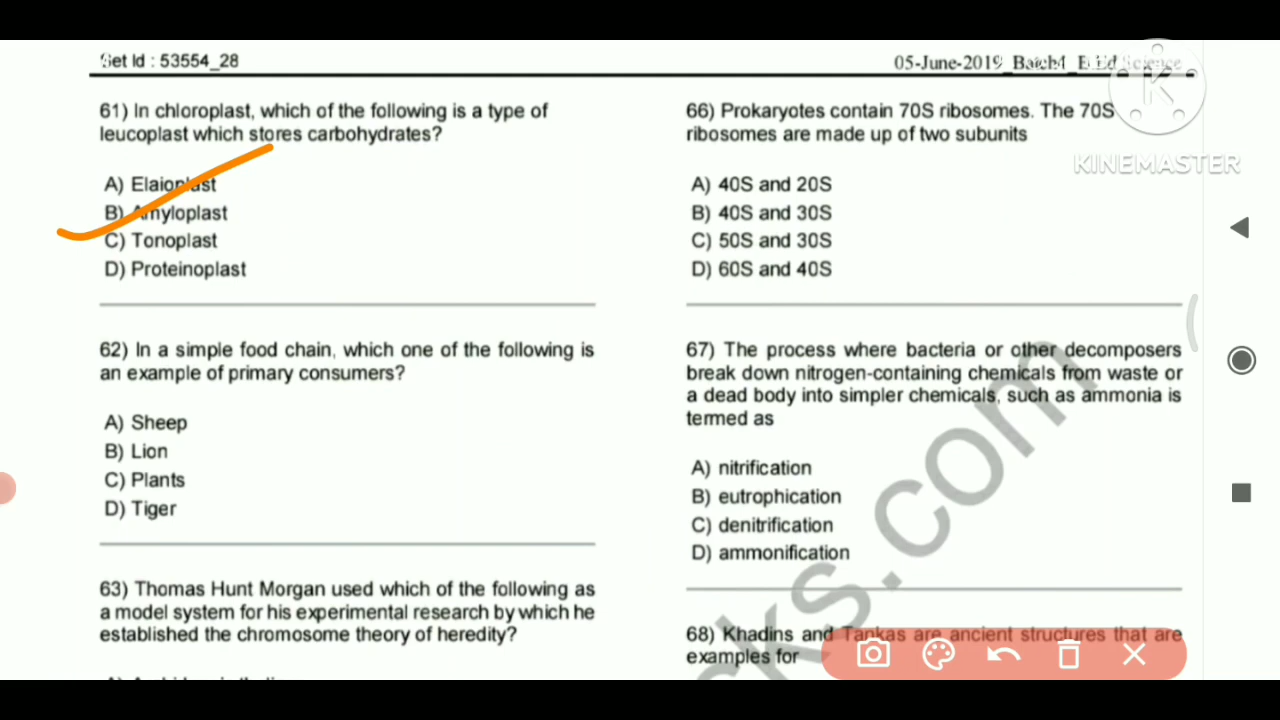 Set Id : 53554_28
05-June-2019_Batch1_B.Ed Science
61) In chloroplast, which of the following is a type of
leucoplast which stores carbohydrates?
A) Elaioplast
B) Amyloplast
C) Tonoplast
D) Proteinoplast
62) In a simple food chain, which one of the following is
an example of primary consumers?
A) Sheep
B) Lion
C) Plants
D) Tiger
63) Thomas Hunt Morgan used which of the following as
a model system for his experimental research by which he
established the chromosome theory of heredity?
66) Prokaryotes contain 70S ribosomes. The 70S
ribosomes are made up of two subunits
A) 40S and 20S
B) 40S and 30S
C) 50S and 30S
D) 60S and 40S
67) The process where bacteria or other decomposers
break down nitrogen-containing chemicals from waste or
a dead body into simpler chemicals, such as ammonia is
termed as
A) nitrification
B) eutrophication
C) denitrification
D) ammonification
68) Khadins and Tankas are ancient structures that are
examples for
K
KINEMASTER
cks.com